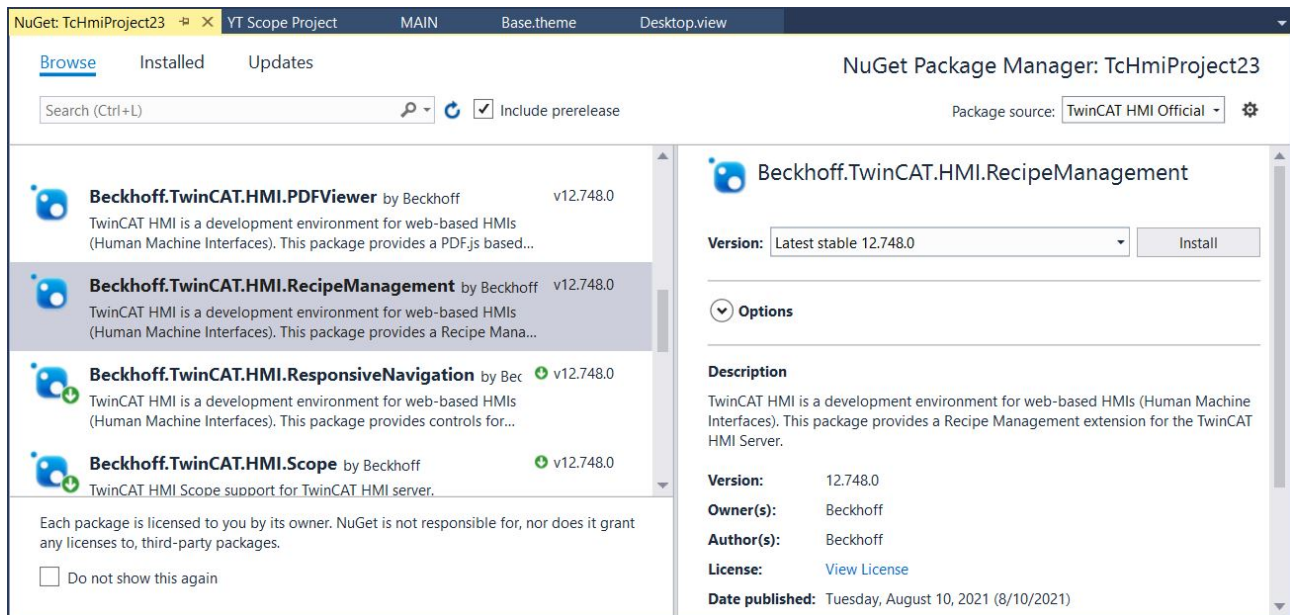 NuGet: TcHmiProject23
YT Scope Project
MAIN
Base.theme
Desktop.view
Browse
Installed
Updates
NuGet Package Manager: TcHmiProject23
Search (Ctrl+L)
Include prerelease
Package source: TwinCAT HMI Official
Beckhoff.TwinCAT.HMI.PDFViewer by Beckhoff v12.748.0
TwinCAT HMI is a development environment for web-based HMIs
(Human Machine Interfaces). This package provides a PDF.js based...
Beckhoff.TwinCAT.HMI.RecipeManagement by Beckhoff v12.748.0
TwinCAT HMI is a development environment for web-based HMIs
(Human Machine Interfaces). This package provides a Recipe Mana...
Beckhoff.TwinCAT.HMI.ResponsiveNavigation by Bec v12.748.0
TwinCAT HMI is a development environment for web-based HMIs
(Human Machine Interfaces). This package provides controls for...
Beckhoff.TwinCAT.HMI.Scope by Beckhoff v12.748.0
TwinCAT HMI Scope support for TwinCAT HMI server.
Each package is licensed to you by its owner. NuGet is not responsible for, nor does it grant
any licenses to, third-party packages.
Do not show this again
Beckhoff.TwinCAT.HMI.RecipeManagement
Version: Latest stable 12.748.0
Install
Options
Description
TwinCAT HMI is a development environment for web-based HMIs (Human Machine
Interfaces). This package provides a Recipe Management extension for the TwinCAT
HMI Server.
Version: 12.748.0
Owner(s): Beckhoff
Author(s): Beckhoff
License: View License
Date published: Tuesday, August 10, 2021 (8/10/2021)